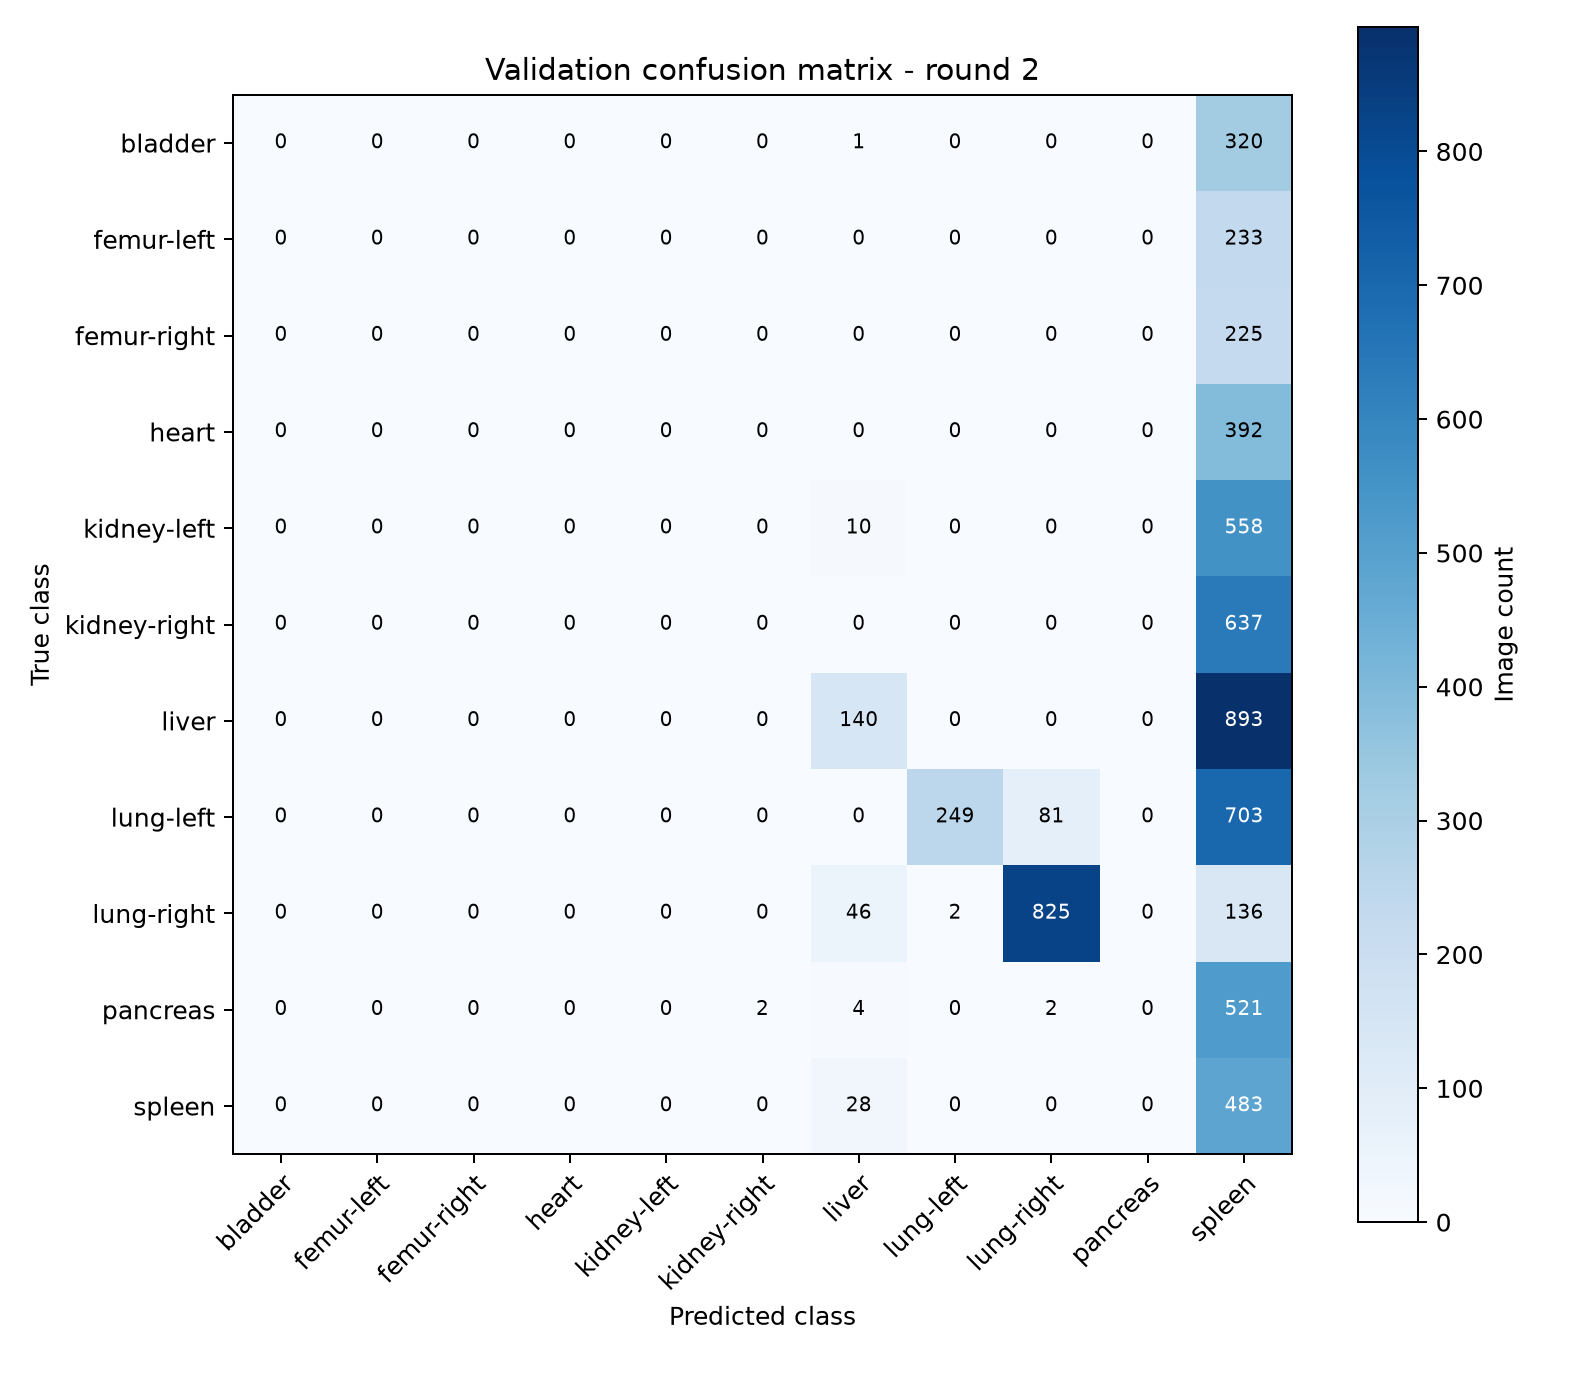 Validation confusion matrix - round 2
True class
bladder 0 0 0 0 0 0 1 0 0 0 320
femur-left 0 0 0 0 0 0 0 0 0 0 233
femur-right 0 0 0 0 0 0 0 0 0 0 225
heart 0 0 0 0 0 0 0 0 0 0 392
kidney-left 0 0 0 0 0 0 10 0 0 0 558
kidney-right 0 0 0 0 0 0 0 0 0 0 637
liver 0 0 0 0 0 0 140 0 0 0 893
lung-left 0 0 0 0 0 0 0 249 81 0 703
lung-right 0 0 0 0 0 0 46 2 825 0 136
pancreas 0 0 0 0 0 2 4 0 2 0 521
spleen 0 0 0 0 0 0 28 0 0 0 483
bladder femur-left femur-right heart kidney-left kidney-right liver lung-left lung-right pancreas spleen
Predicted class
800
700
600
500
400
300
200
100
0
Image count